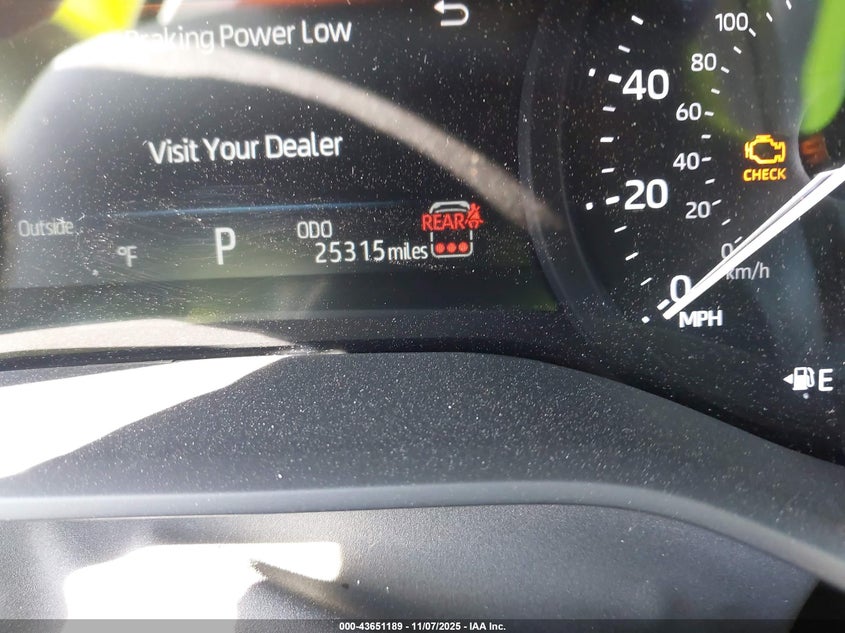 Braking Power Low
Visit Your Dealer
Outside
°F
P
ODO
25315 miles
REAR
100
80
60
40
20
0
km/h
40
20
0
MPH
CHECK
E
000-43651189 - 11/07/2025 - IAA Inc.